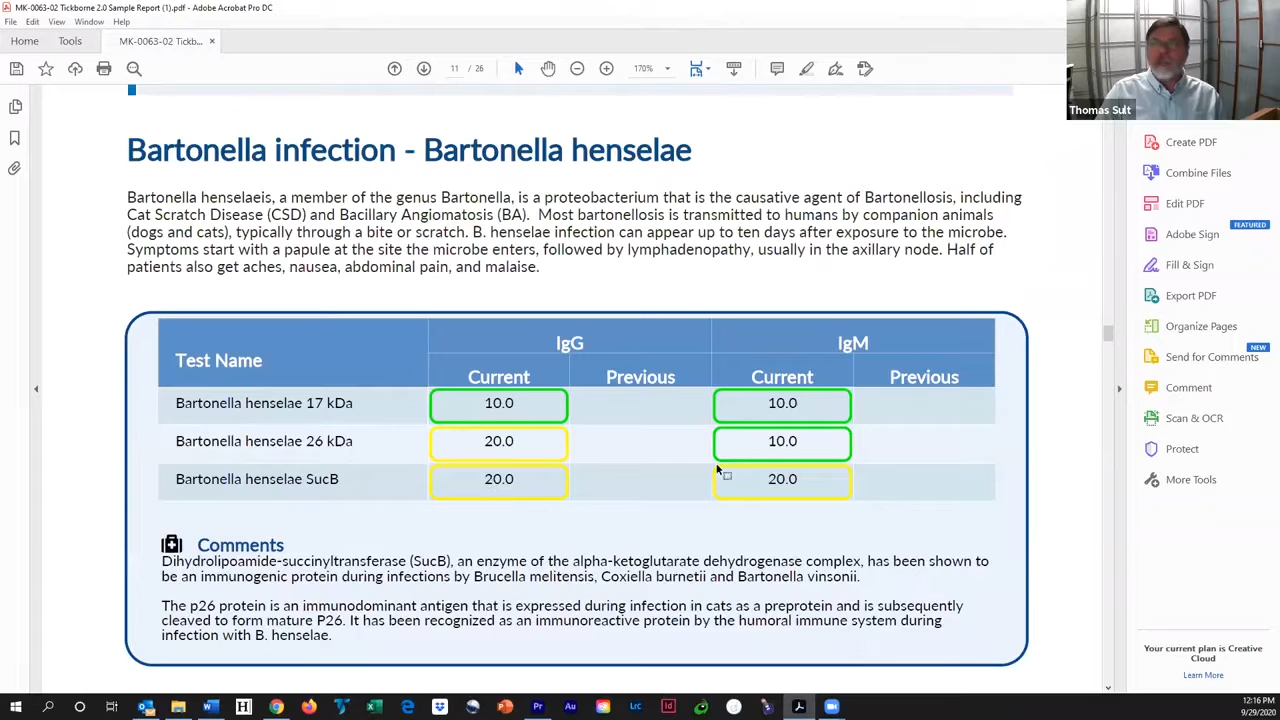 MK-0063-02 Tickborne 2.0 Sample Report (1).pdf - Adobe Acrobat Pro DC
File Edit View Window Help
Home Tools MK-0063-02 Tickb... ×
11 / 26 170%
Thomas Sult
Bartonella infection - Bartonella henselae
Bartonella henselaeis, a member of the genus Bartonella, is a proteobacterium that is the causative agent of Bartonellosis, including
Cat Scratch Disease (CSD) and Bacillary Angiomatosis (BA). Most bartonellosis is transmitted to humans by companion animals
(dogs and cats), typically through a bite or scratch. B. henselae infection can appear up to ten days after exposure to the microbe.
Symptoms start with a papule at the site the microbe enters, followed by lymphadenopathy, usually in the axillary node. Half of
patients also get aches, nausea, abdominal pain, and malaise.
Test Name IgG IgM
Current Previous Current Previous
Bartonella henselae 17 kDa 10.0 10.0
Bartonella henselae 26 kDa 20.0 10.0
Bartonella henselae SucB 20.0 20.0
Comments
Dihydrolipoamide-succinyltransferase (SucB), an enzyme of the alpha-ketoglutarate dehydrogenase complex, has been shown to
be an immunogenic protein during infections by Brucella melitensis, Coxiella burnetii and Bartonella vinsonii.
The p26 protein is an immunodominant antigen that is expressed during infection in cats as a preprotein and is subsequently
cleaved to form mature P26. It has been recognized as an immunoreactive protein by the humoral immune system during
infection with B. henselae.
Create PDF
Combine Files
Edit PDF
FEATURED
Adobe Sign
Fill & Sign
Export PDF
Organize Pages
NEW
Send for Comments
Comment
Scan & OCR
Protect
More Tools
Your current plan is Creative
Cloud
Learn More
12:16 PM
9/29/2020